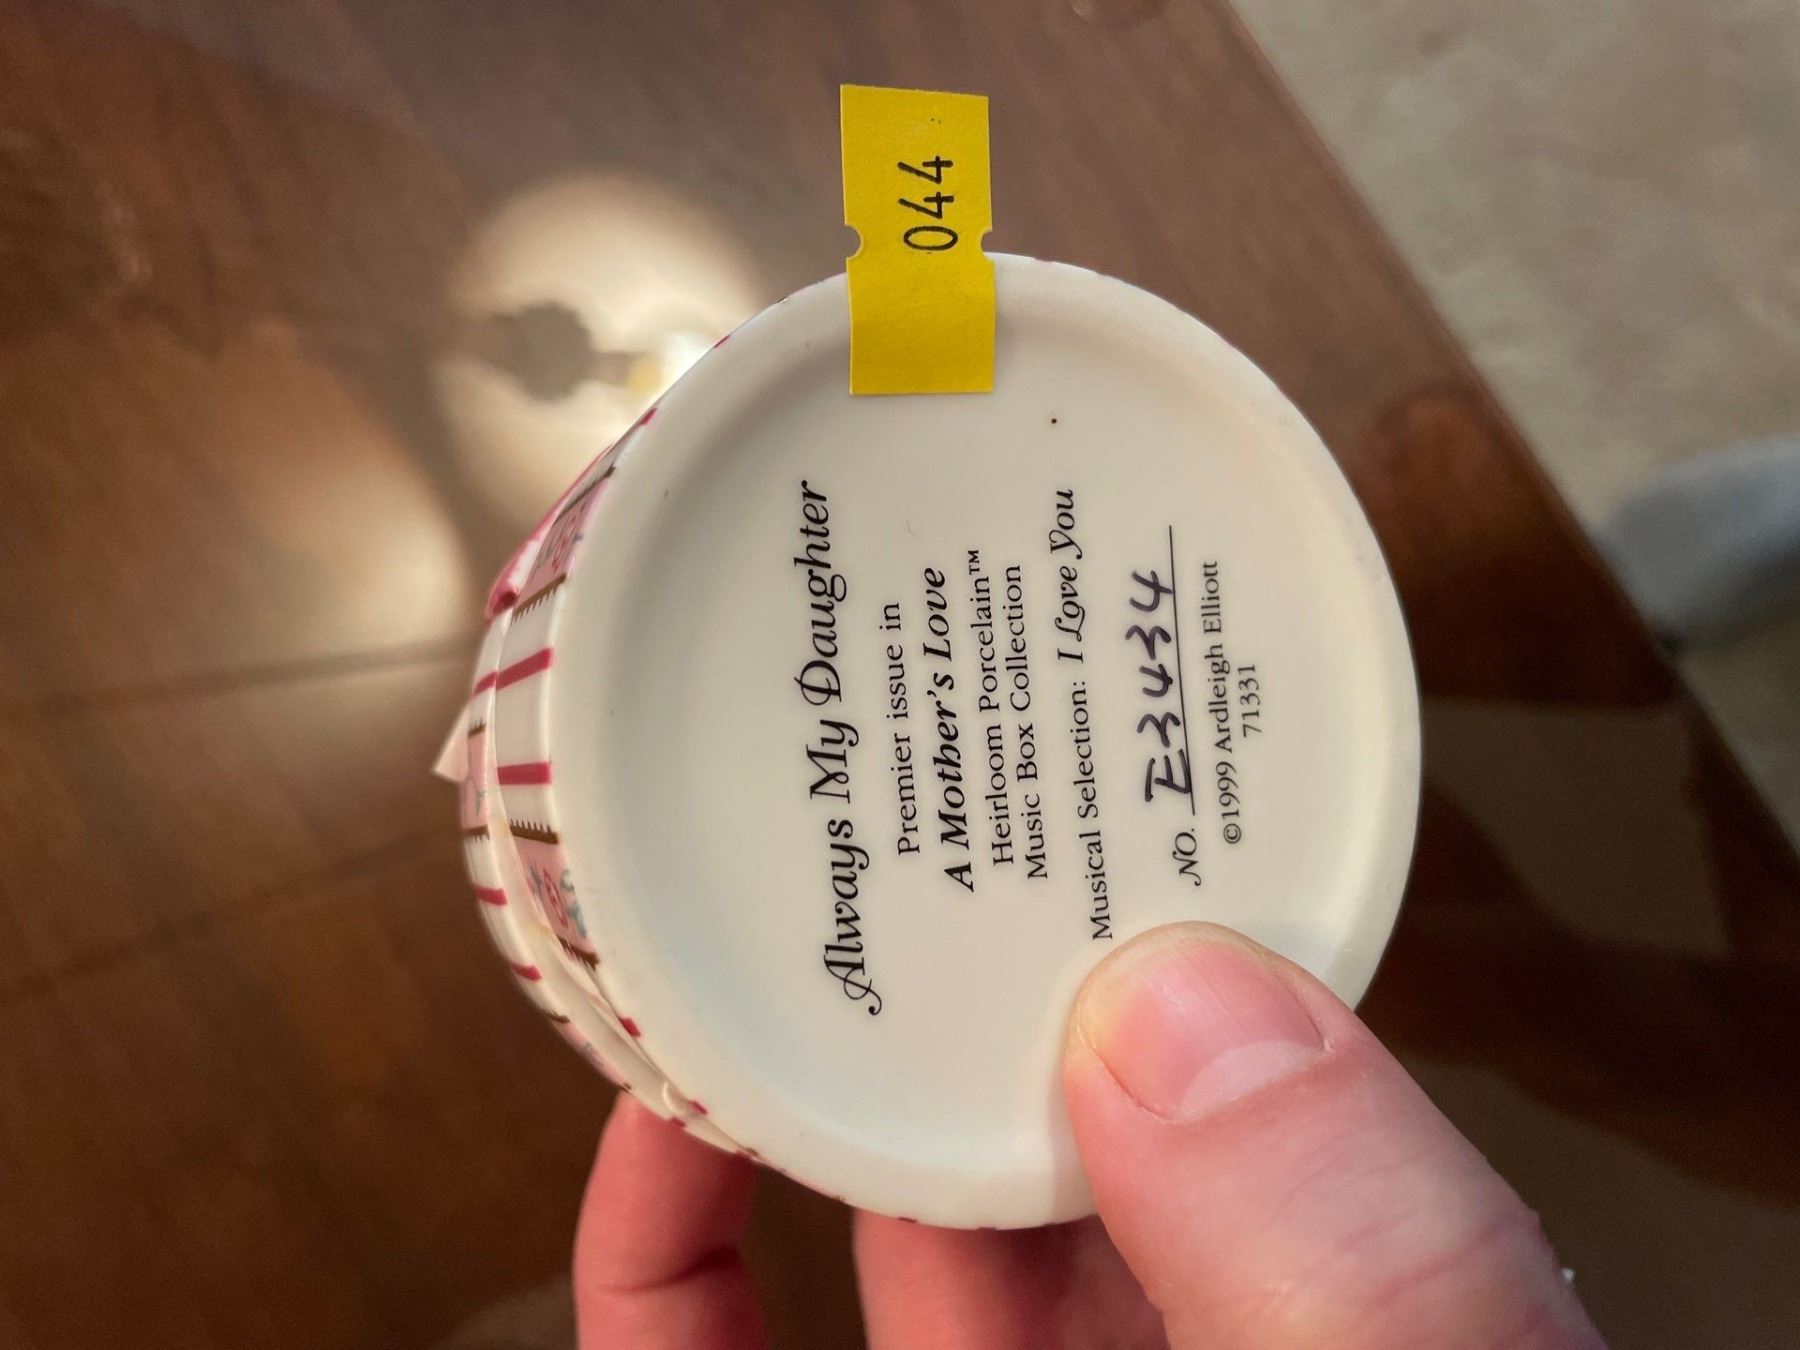 044
Always My Daughter
Premier issue in
A Mother's Love
Heirloom Porcelain™
Music Box Collection
Musical Selection: I Love You
NO. E3434
©1999 Ardleigh Elliott
71331